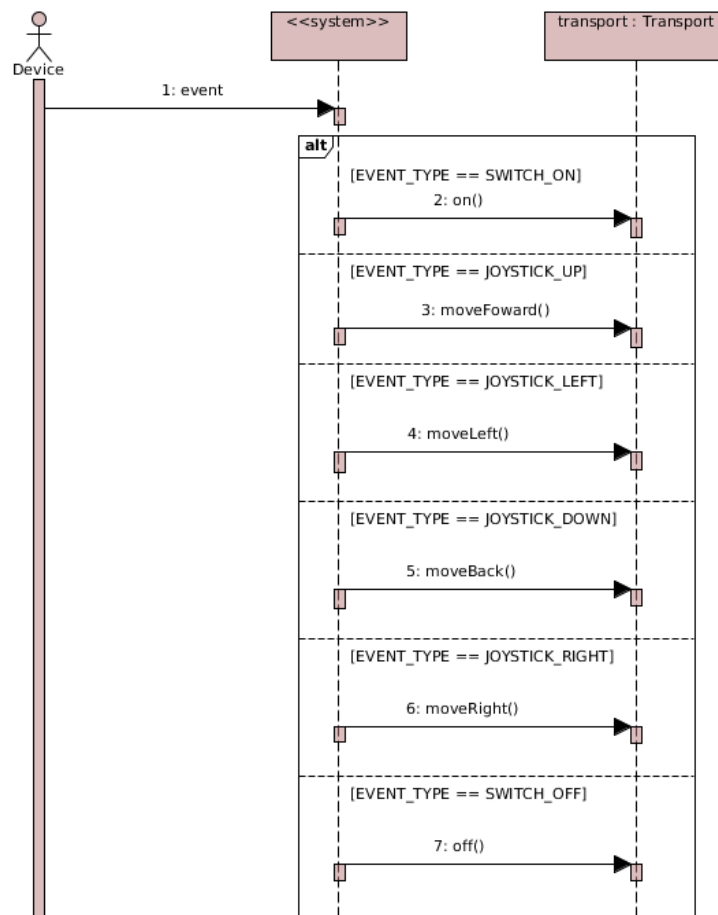 <<system>>
transport : Transport
Device
1: event
alt
[EVENT_TYPE == SWITCH_ON]
2: on()
[EVENT_TYPE == JOYSTICK_UP]
3: moveFoward()
[EVENT_TYPE == JOYSTICK_LEFT]
4: moveLeft()
[EVENT_TYPE == JOYSTICK_DOWN]
5: moveBack()
[EVENT_TYPE == JOYSTICK_RIGHT]
6: moveRight()
[EVENT_TYPE == SWITCH_OFF]
7: off()